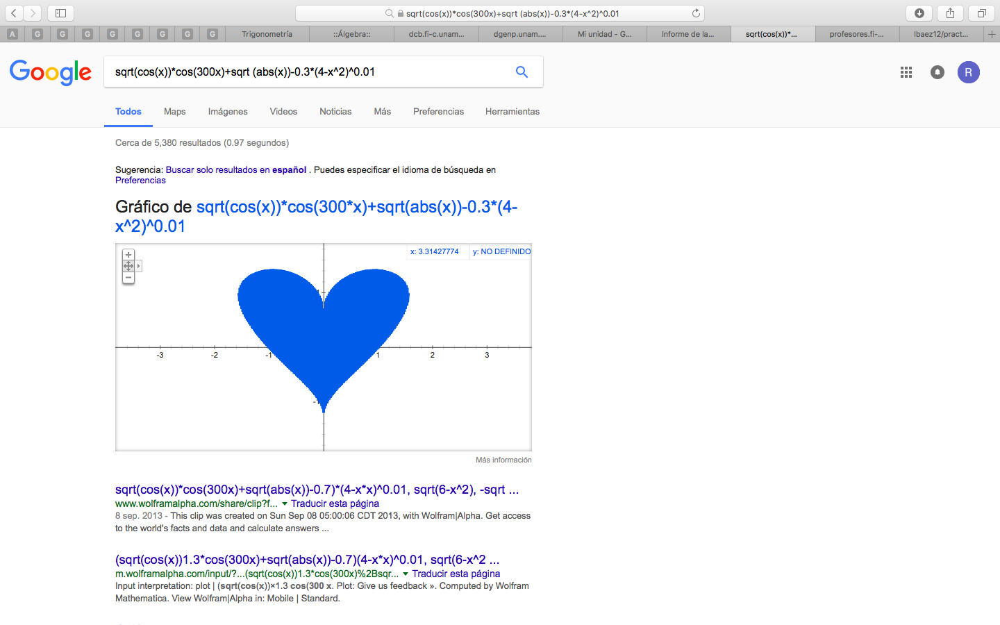 sqrt(cos(x))*cos(300x)+sqrt (abs(x))-0.3*(4-x^2)^0.01
A G G G G G G G G Trigonometría ::Álgebra:: dcb.fi-c.unam... dgenp.unam.... Mi unidad - G... Informe de la... sqrt(cos(x))*... profesores.fi-... lbaez12/pract...
Google
sqrt(cos(x))*cos(300x)+sqrt (abs(x))-0.3*(4-x^2)^0.01
R
Todos Maps Imágenes Videos Noticias Más Preferencias Herramientas
Cerca de 5,380 resultados (0.97 segundos)
Sugerencia: Buscar solo resultados en español . Puedes especificar el idioma de búsqueda en
Preferencias
Gráfico de sqrt(cos(x))*cos(300*x)+sqrt(abs(x))-0.3*(4-
x^2)^0.01
x: 3.31427774 y: NO DEFINIDO
-3 -2 -1 1 2 3
-1
Más información
sqrt(cos(x))*cos(300x)+sqrt(abs(x))-0.7)*(4-x*x)^0.01, sqrt(6-x^2), -sqrt ...
www.wolframalpha.com/share/clip?f... Traducir esta página
8 sep. 2013 - This clip was created on Sun Sep 08 05:00:06 CDT 2013, with Wolfram|Alpha. Get access
to the world's facts and data and calculate answers ...
(sqrt(cos(x))1.3*cos(300x)+sqrt(abs(x))-0.7)(4-x*x)^0.01, sqrt(6-x^2 ...
m.wolframalpha.com/input/?...(sqrt(cos(x))1.3*cos(300x)%2Bsqr... Traducir esta página
Input interpretation: plot | (sqrt(cos(x))×1.3 cos(300 x. Plot: Give us feedback ». Computed by Wolfram
Mathematica. View Wolfram|Alpha in: Mobile | Standard.